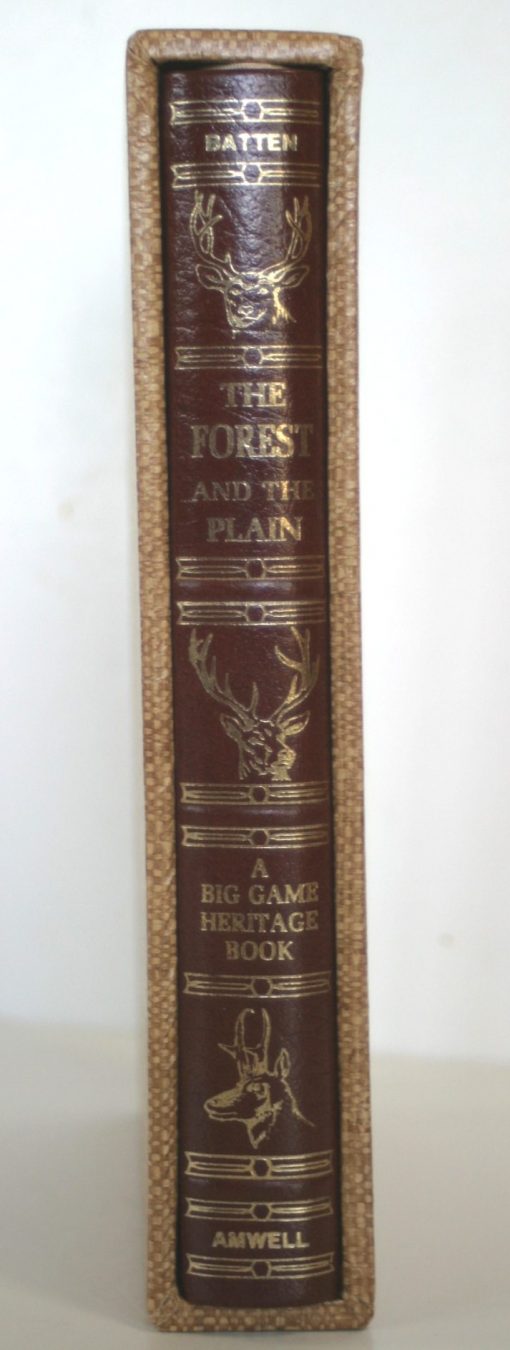 BATTEN
THE
FOREST
AND THE
PLAIN
A
BIG GAME
HERITAGE
BOOK
AMWELL